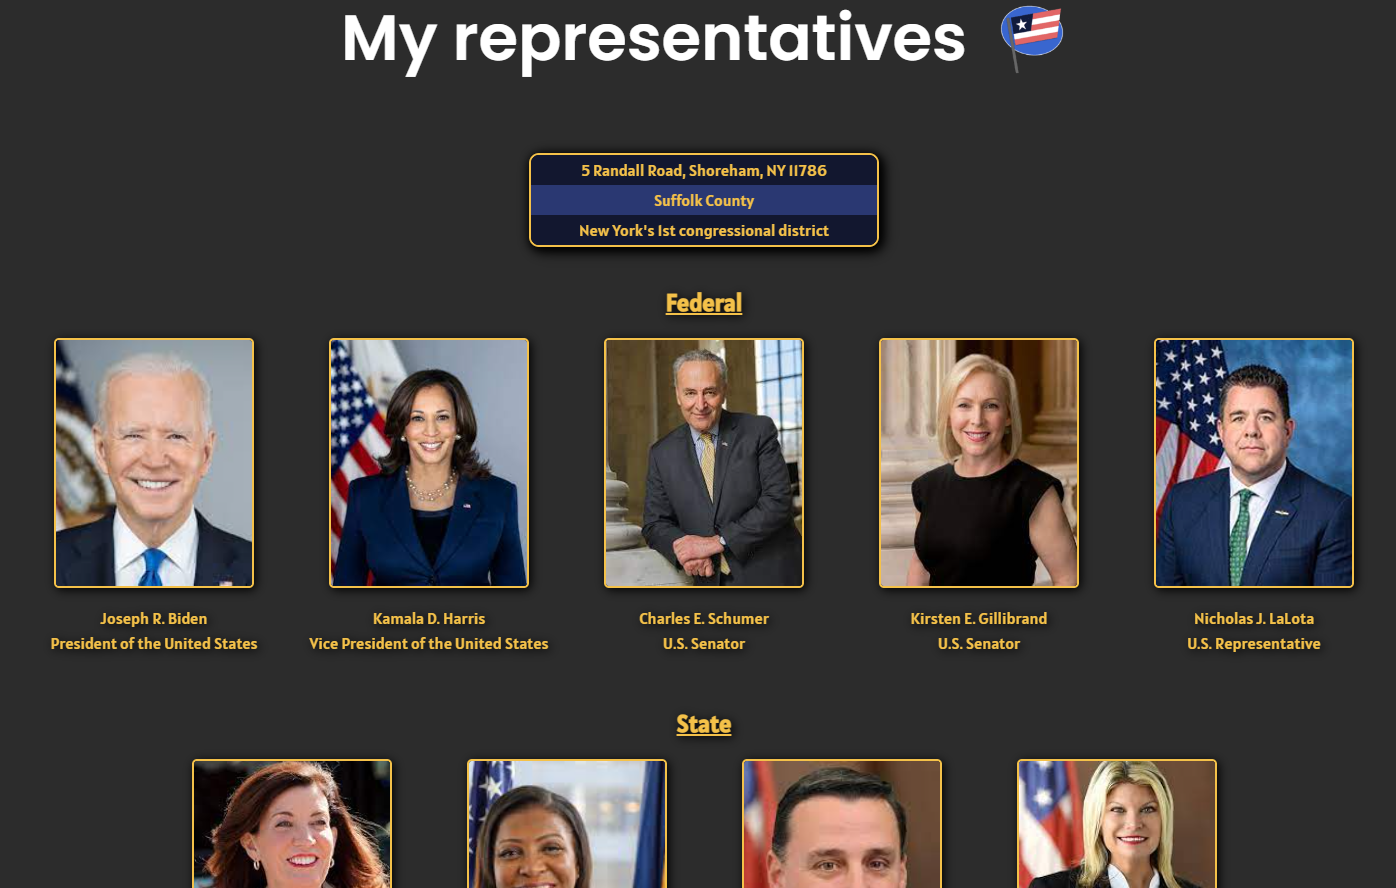 My representatives
5 Randall Road, Shoreham, NY 11786
Suffolk County
New York's 1st congressional district
Federal
Joseph R. Biden
President of the United States
Kamala D. Harris
Vice President of the United States
Charles E. Schumer
U.S. Senator
Kirsten E. Gillibrand
U.S. Senator
Nicholas J. LaLota
U.S. Representative
State